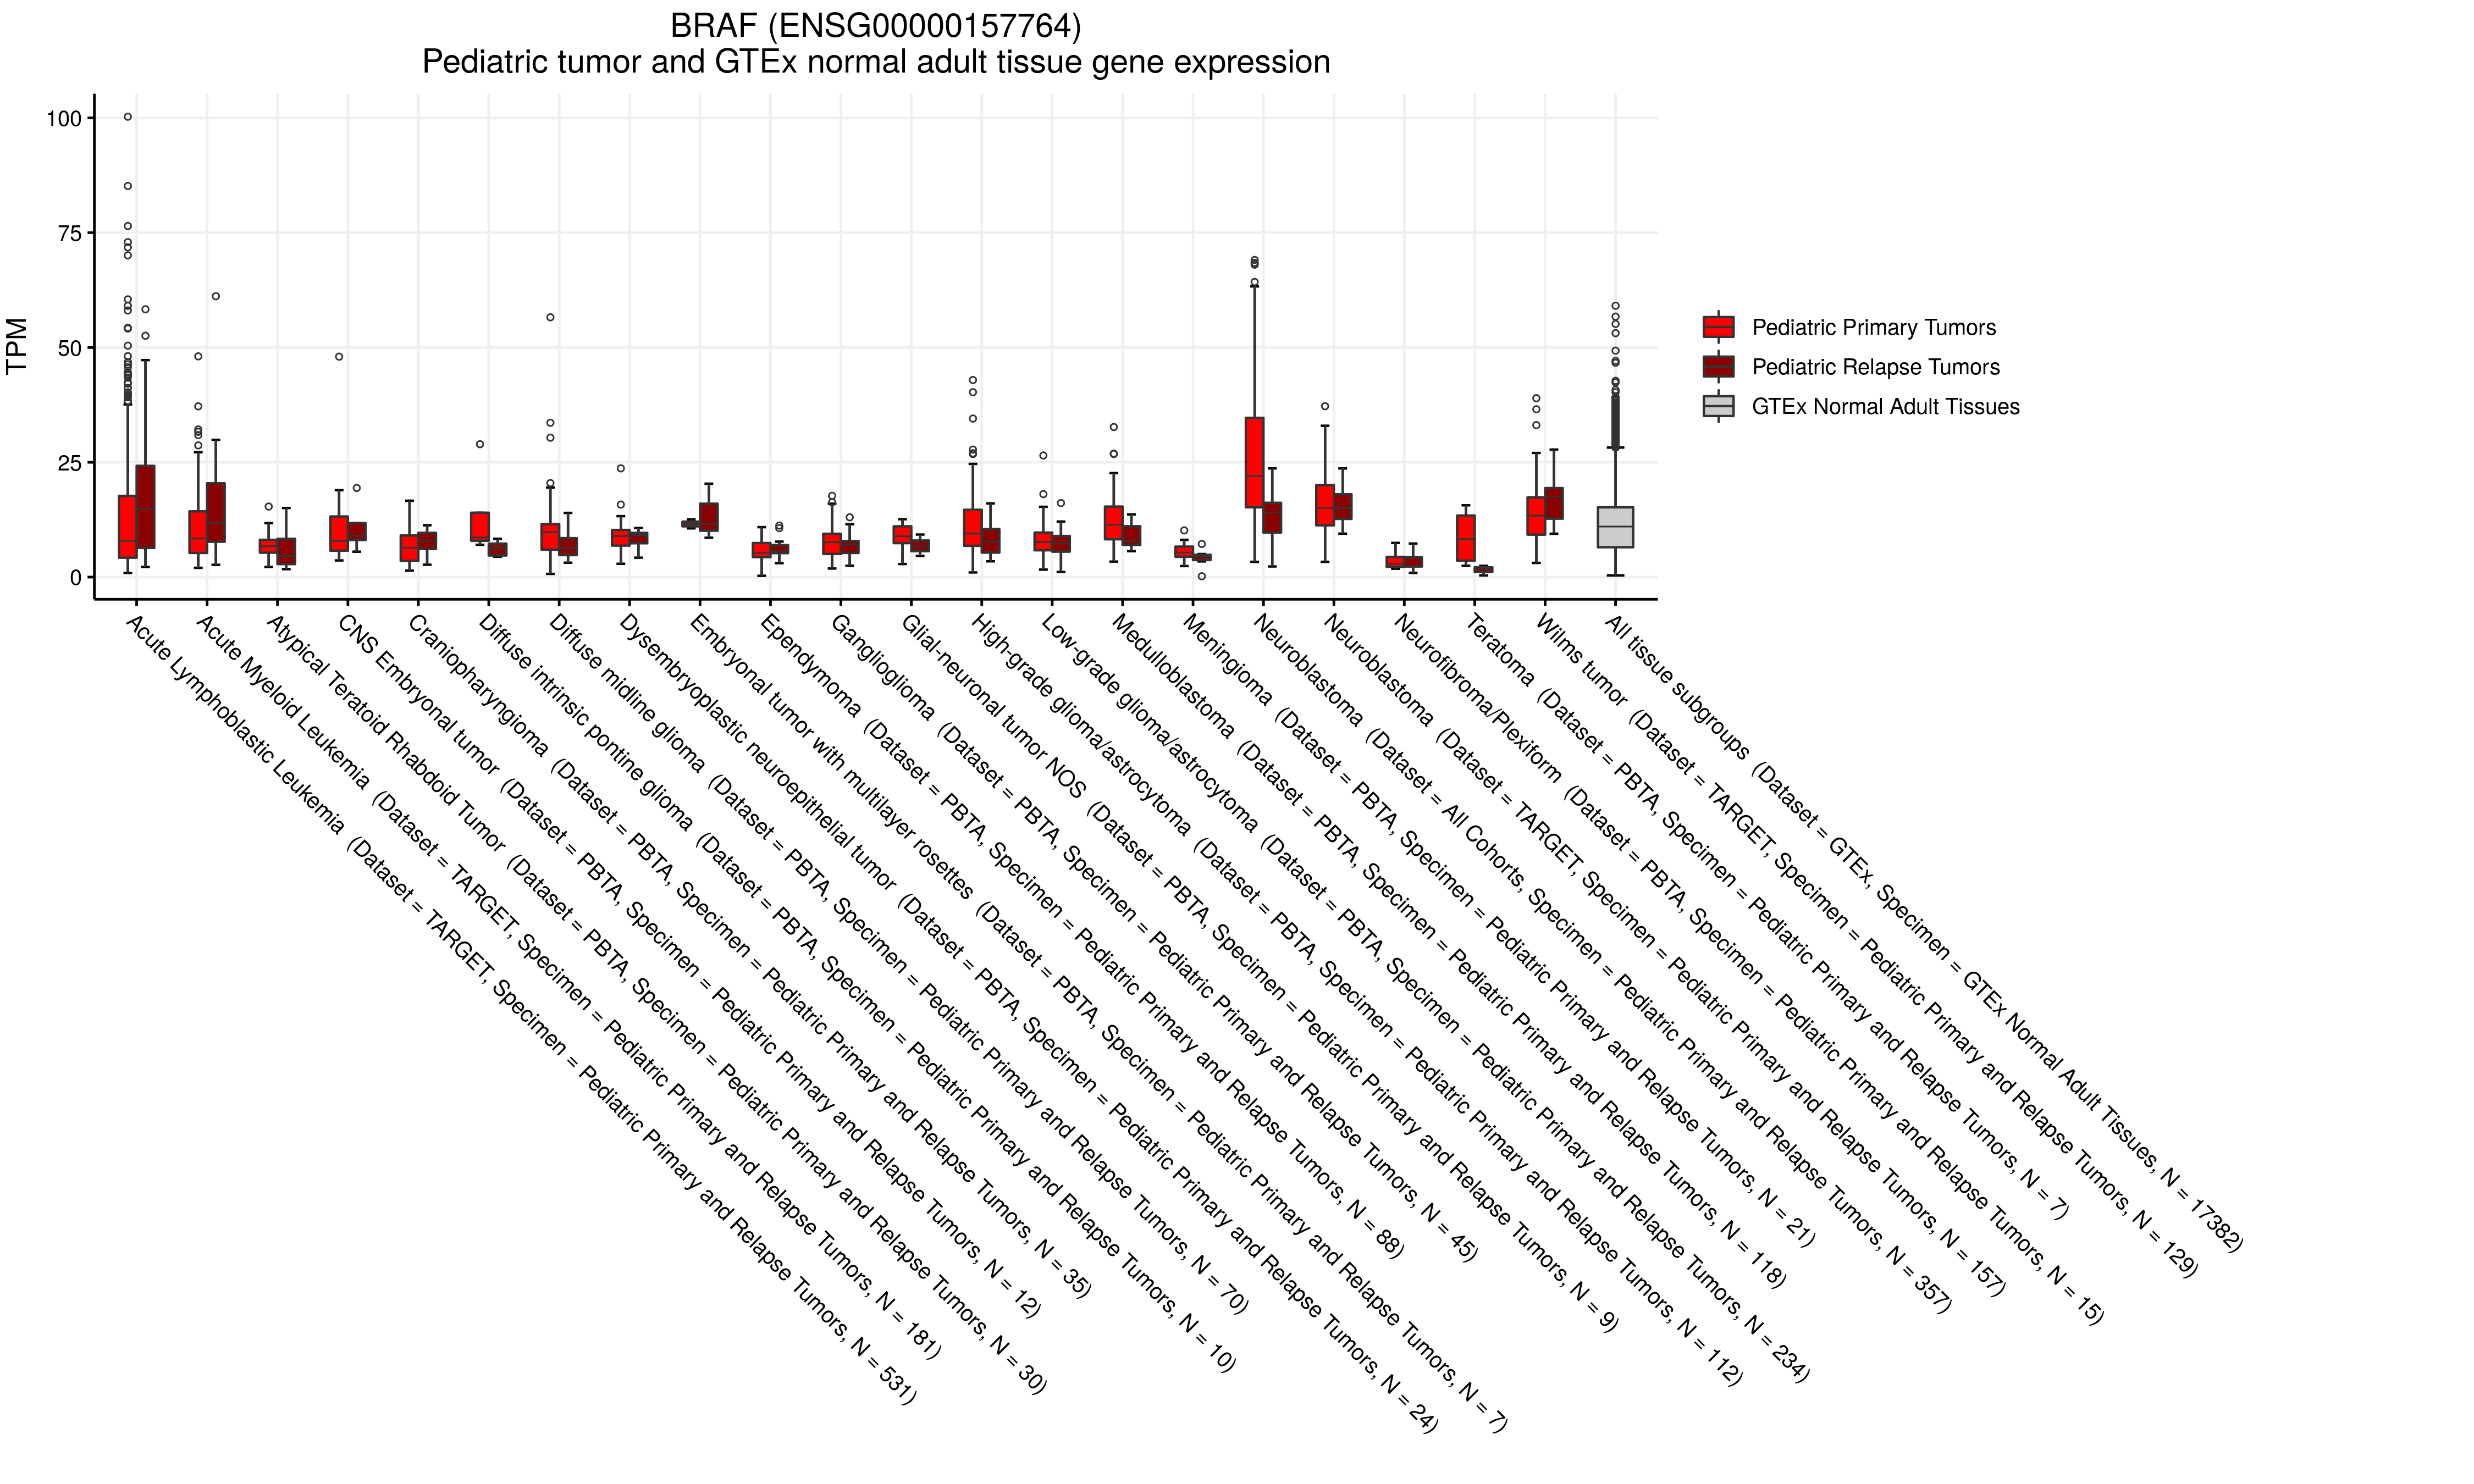 BRAF (ENSG00000157764)
Pediatric tumor and GTEx normal adult tissue gene expression
TPM
100
75
50
25
0
Acute Lymphoblastic Leukemia (Dataset = TARGET, Specimen = Pediatric Primary and Relapse Tumors, N = 531)
Acute Myeloid Leukemia (Dataset = TARGET, Specimen = Pediatric Primary and Relapse Tumors, N = 181)
Atypical Teratoid Rhabdoid Tumor (Dataset = PBTA, Specimen = Pediatric Primary and Relapse Tumors, N = 30)
CNS Embryonal tumor (Dataset = PBTA, Specimen = Pediatric Primary and Relapse Tumors, N = 12)
Craniopharyngioma (Dataset = PBTA, Specimen = Pediatric Primary and Relapse Tumors, N = 35)
Diffuse intrinsic pontine glioma (Dataset = PBTA, Specimen = Pediatric Primary and Relapse Tumors, N = 10)
Diffuse midline glioma (Dataset = PBTA, Specimen = Pediatric Primary and Relapse Tumors, N = 70)
Dysembryoplastic neuroepithelial tumor (Dataset = PBTA, Specimen = Pediatric Primary and Relapse Tumors, N = 24)
Embryonal tumor with multilayer rosettes (Dataset = PBTA, Specimen = Pediatric Primary and Relapse Tumors, N = 7)
Ependymoma (Dataset = PBTA, Specimen = Pediatric Primary and Relapse Tumors, N = 88)
Ganglioglioma (Dataset = PBTA, Specimen = Pediatric Primary and Relapse Tumors, N = 45)
Glial-neuronal tumor NOS (Dataset = PBTA, Specimen = Pediatric Primary and Relapse Tumors, N = 9)
High-grade glioma/astrocytoma (Dataset = PBTA, Specimen = Pediatric Primary and Relapse Tumors, N = 112)
Low-grade glioma/astrocytoma (Dataset = PBTA, Specimen = Pediatric Primary and Relapse Tumors, N = 234)
Medulloblastoma (Dataset = PBTA, Specimen = Pediatric Primary and Relapse Tumors, N = 118)
Meningioma (Dataset = PBTA, Specimen = Pediatric Primary and Relapse Tumors, N = 21)
Neuroblastoma (Dataset = All Cohorts, Specimen = Pediatric Primary and Relapse Tumors, N = 357)
Neuroblastoma (Dataset = TARGET, Specimen = Pediatric Primary and Relapse Tumors, N = 157)
Neurofibroma/Plexiform (Dataset = PBTA, Specimen = Pediatric Primary and Relapse Tumors, N = 15)
Teratoma (Dataset = PBTA, Specimen = Pediatric Primary and Relapse Tumors, N = 7)
Wilms tumor (Dataset = TARGET, Specimen = Pediatric Primary and Relapse Tumors, N = 129)
All tissue subgroups (Dataset = GTEx, Specimen = GTEx Normal Adult Tissues, N = 17382)
Pediatric Primary Tumors
Pediatric Relapse Tumors
GTEx Normal Adult Tissues